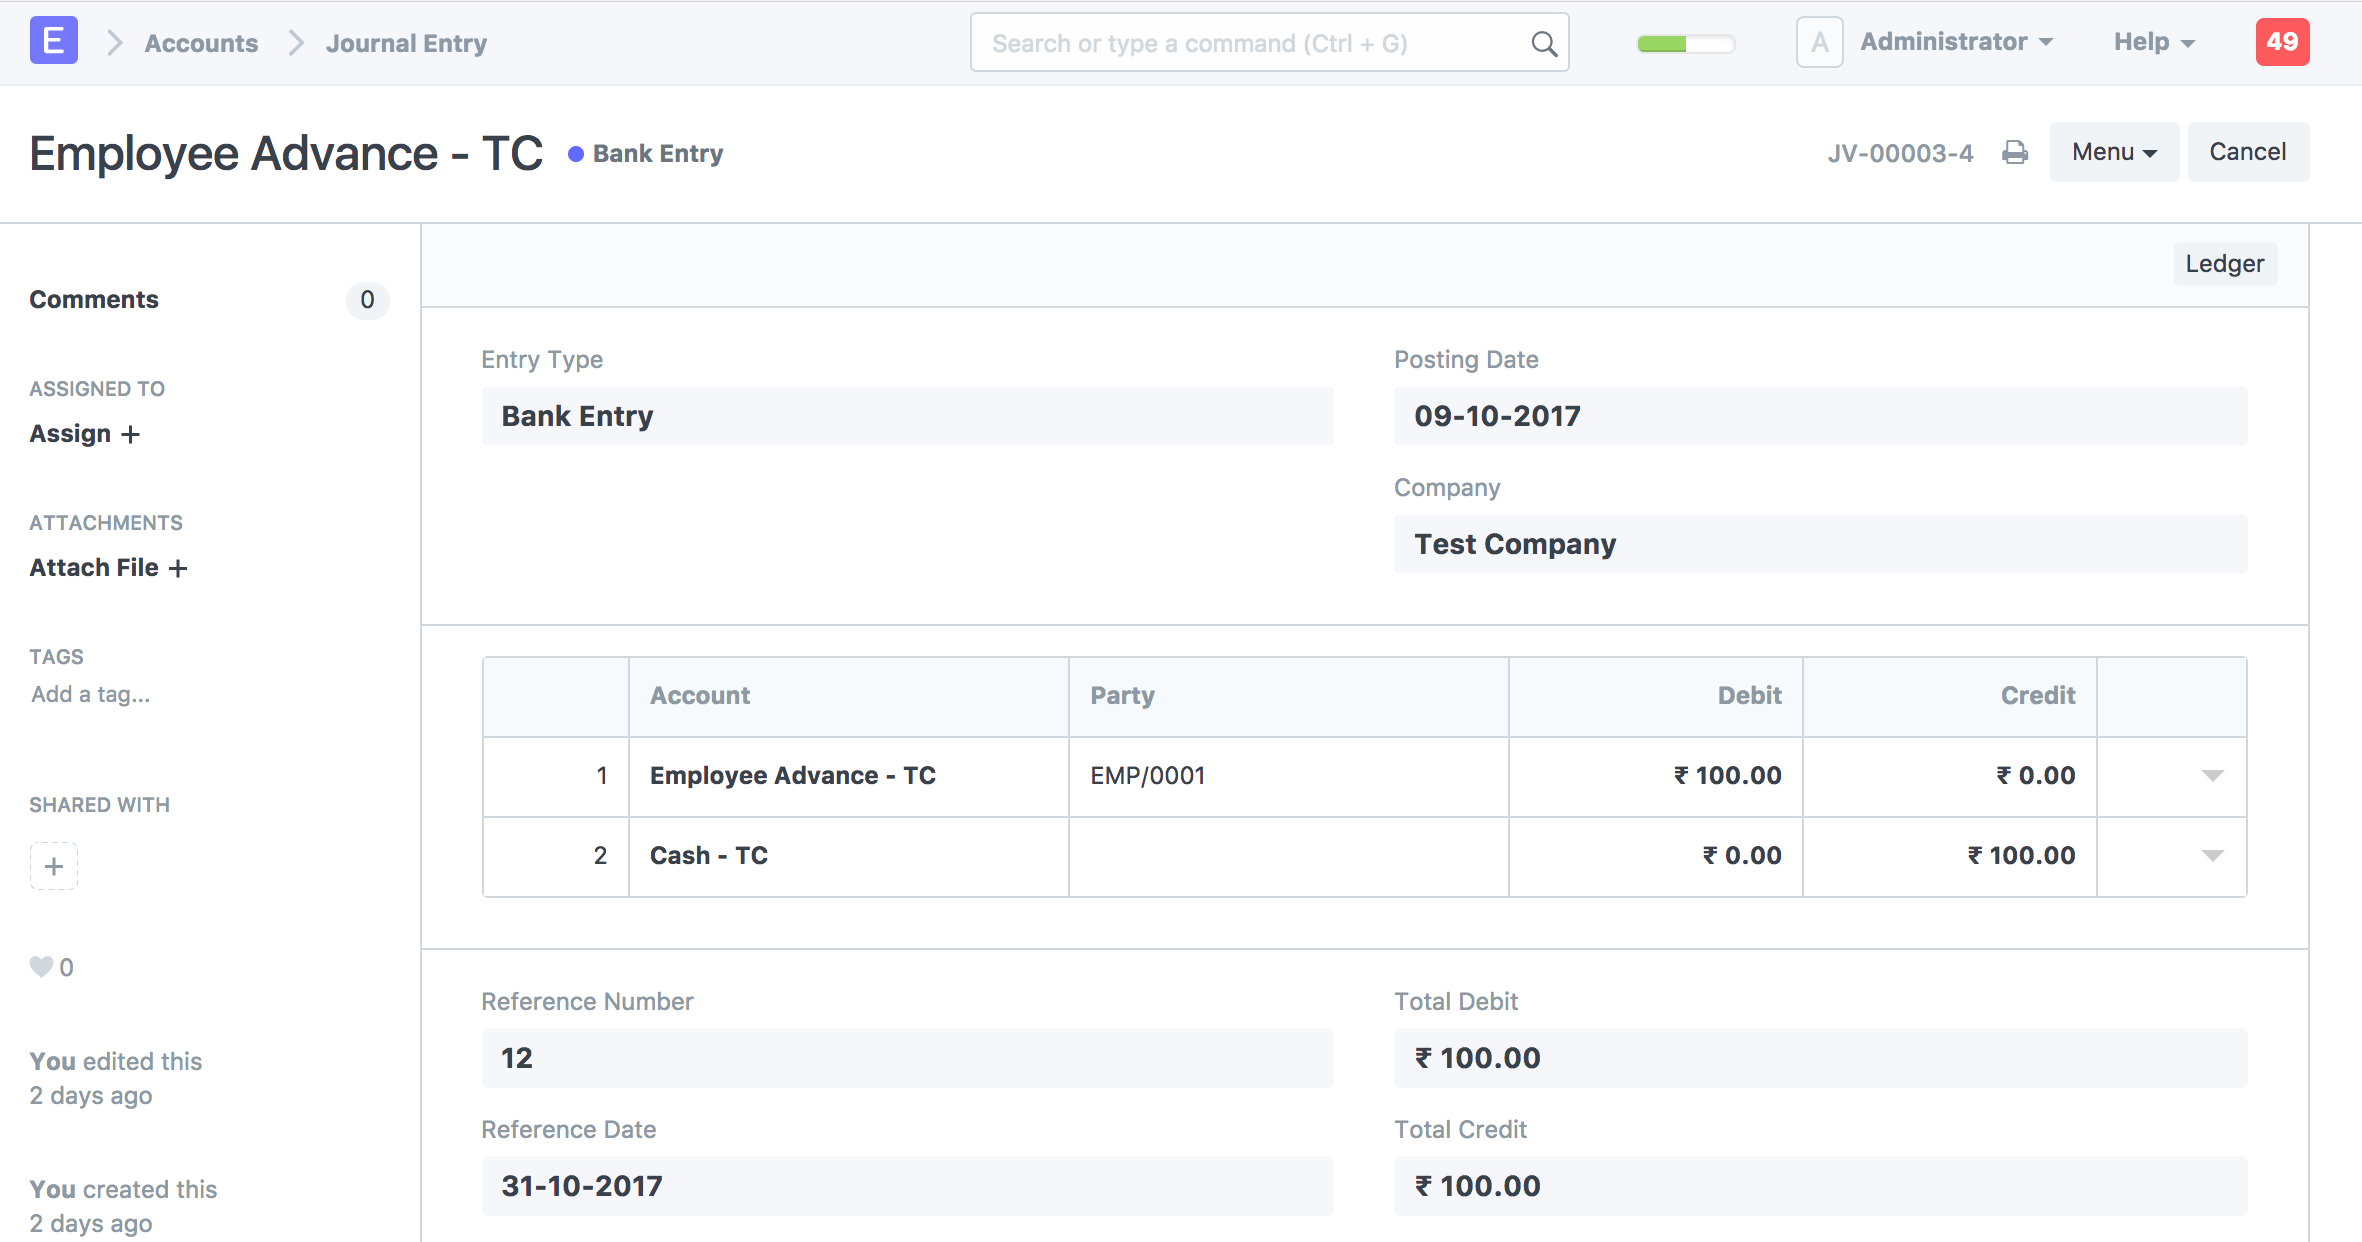 E Accounts Journal Entry Search or type a command (Ctrl + G) A Administrator Help 49
Employee Advance - TC Bank Entry JV-00003-4 Menu Cancel
Ledger
Comments 0
ASSIGNED TO
Assign +
ATTACHMENTS
Attach File +
TAGS
Add a tag...
SHARED WITH
+
0
You edited this
2 days ago
You created this
2 days ago
Entry Type
Bank Entry
Posting Date
09-10-2017
Company
Test Company
Account Party Debit Credit
1 Employee Advance - TC EMP/0001 ₹ 100.00 ₹ 0.00
2 Cash - TC ₹ 0.00 ₹ 100.00
Reference Number
12
Reference Date
31-10-2017
Total Debit
₹ 100.00
Total Credit
₹ 100.00